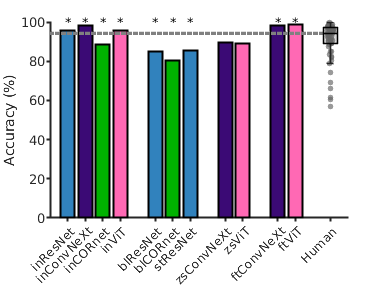 Accuracy (%)
100
80
60
40
20
0
* * * * * * * * *
inResNet
inConvNeXt
inCORnet
inViT
blResNet
blCORnet
stResNet
zsConvNeXt
zsViT
ftConvNeXt
ftViT
Human